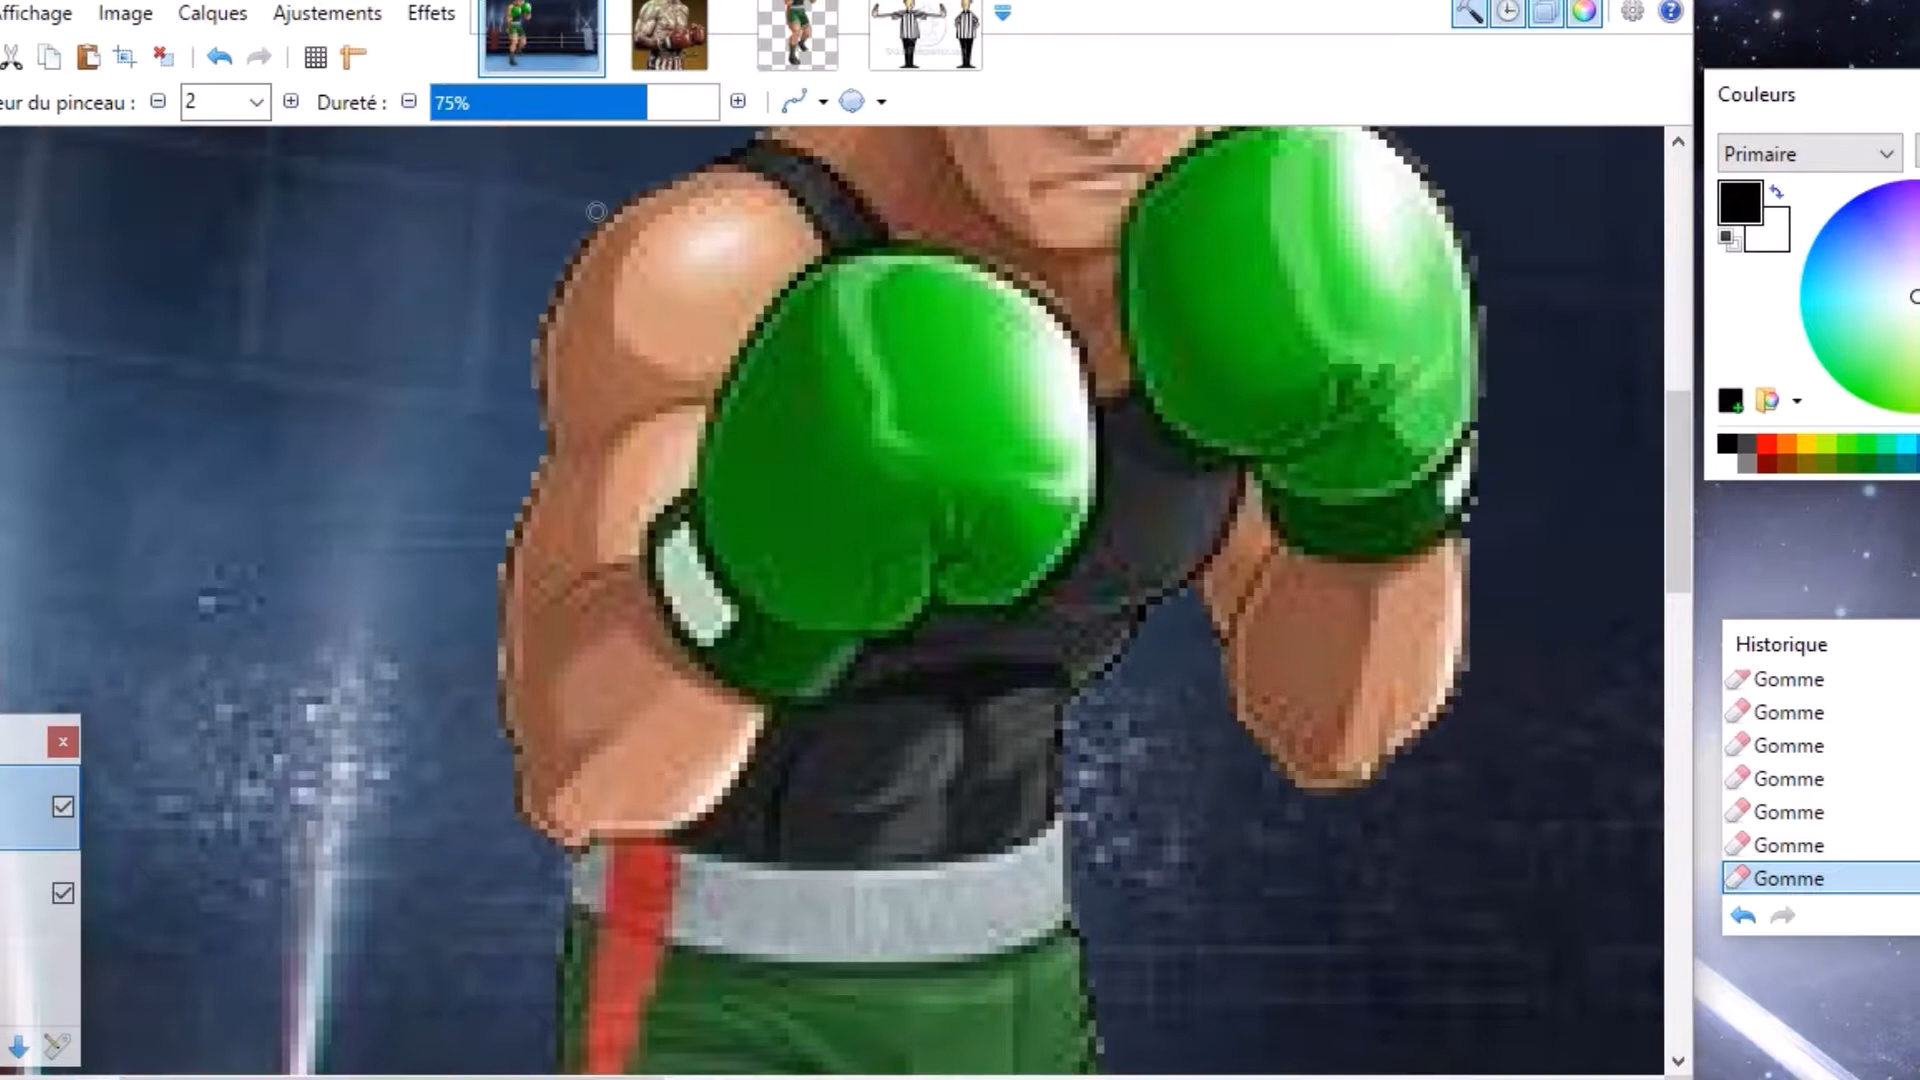 Affichage Image Calques Ajustements Effets
eur du pinceau : 2 Dureté : 75%
Couleurs
Primaire
Historique
Gomme
Gomme
Gomme
Gomme
Gomme
Gomme
Gomme